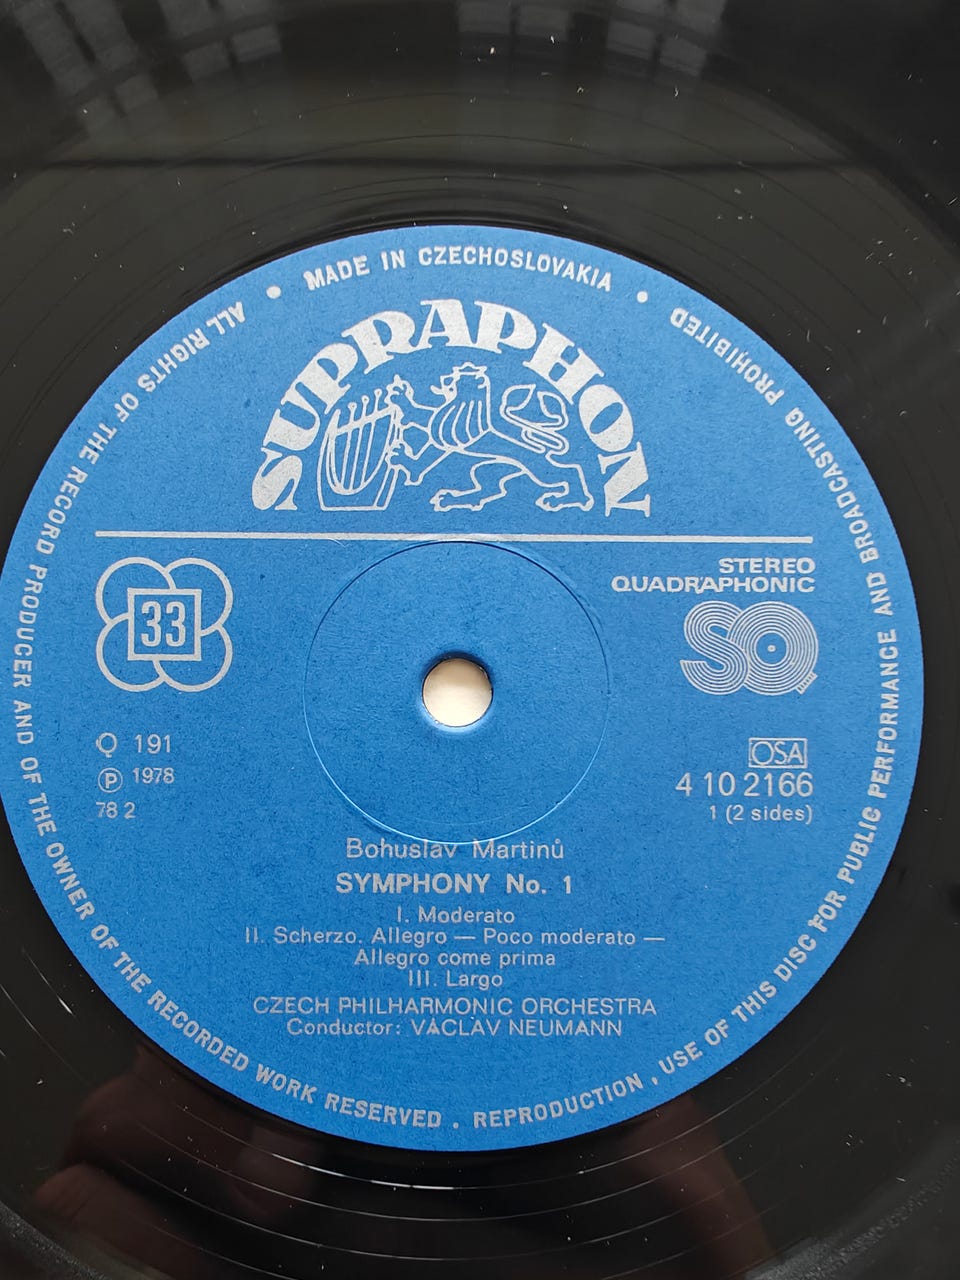 MADE IN CZECHOSLOVAKIA
ALL RIGHTS OF THE RECORD PRODUCER AND OF THE OWNER OF THE RECORDED WORK RESERVED . REPRODUCTION , USE OF THIS DISC FOR PUBLIC PERFORMANCE AND BROADCASTING PROHIBITED
SUPRAPHON
33
STEREO
QUADRAPHONIC
SQ
Q 191
Ⓟ 1978
78 2
OSA
4 10 2166
1 (2 sides)
Bohuslav Martinů
SYMPHONY No. 1
I. Moderato
II. Scherzo. Allegro — Poco moderato —
Allegro come prima
III. Largo
CZECH PHILHARMONIC ORCHESTRA
Conductor: VÁCLAV NEUMANN